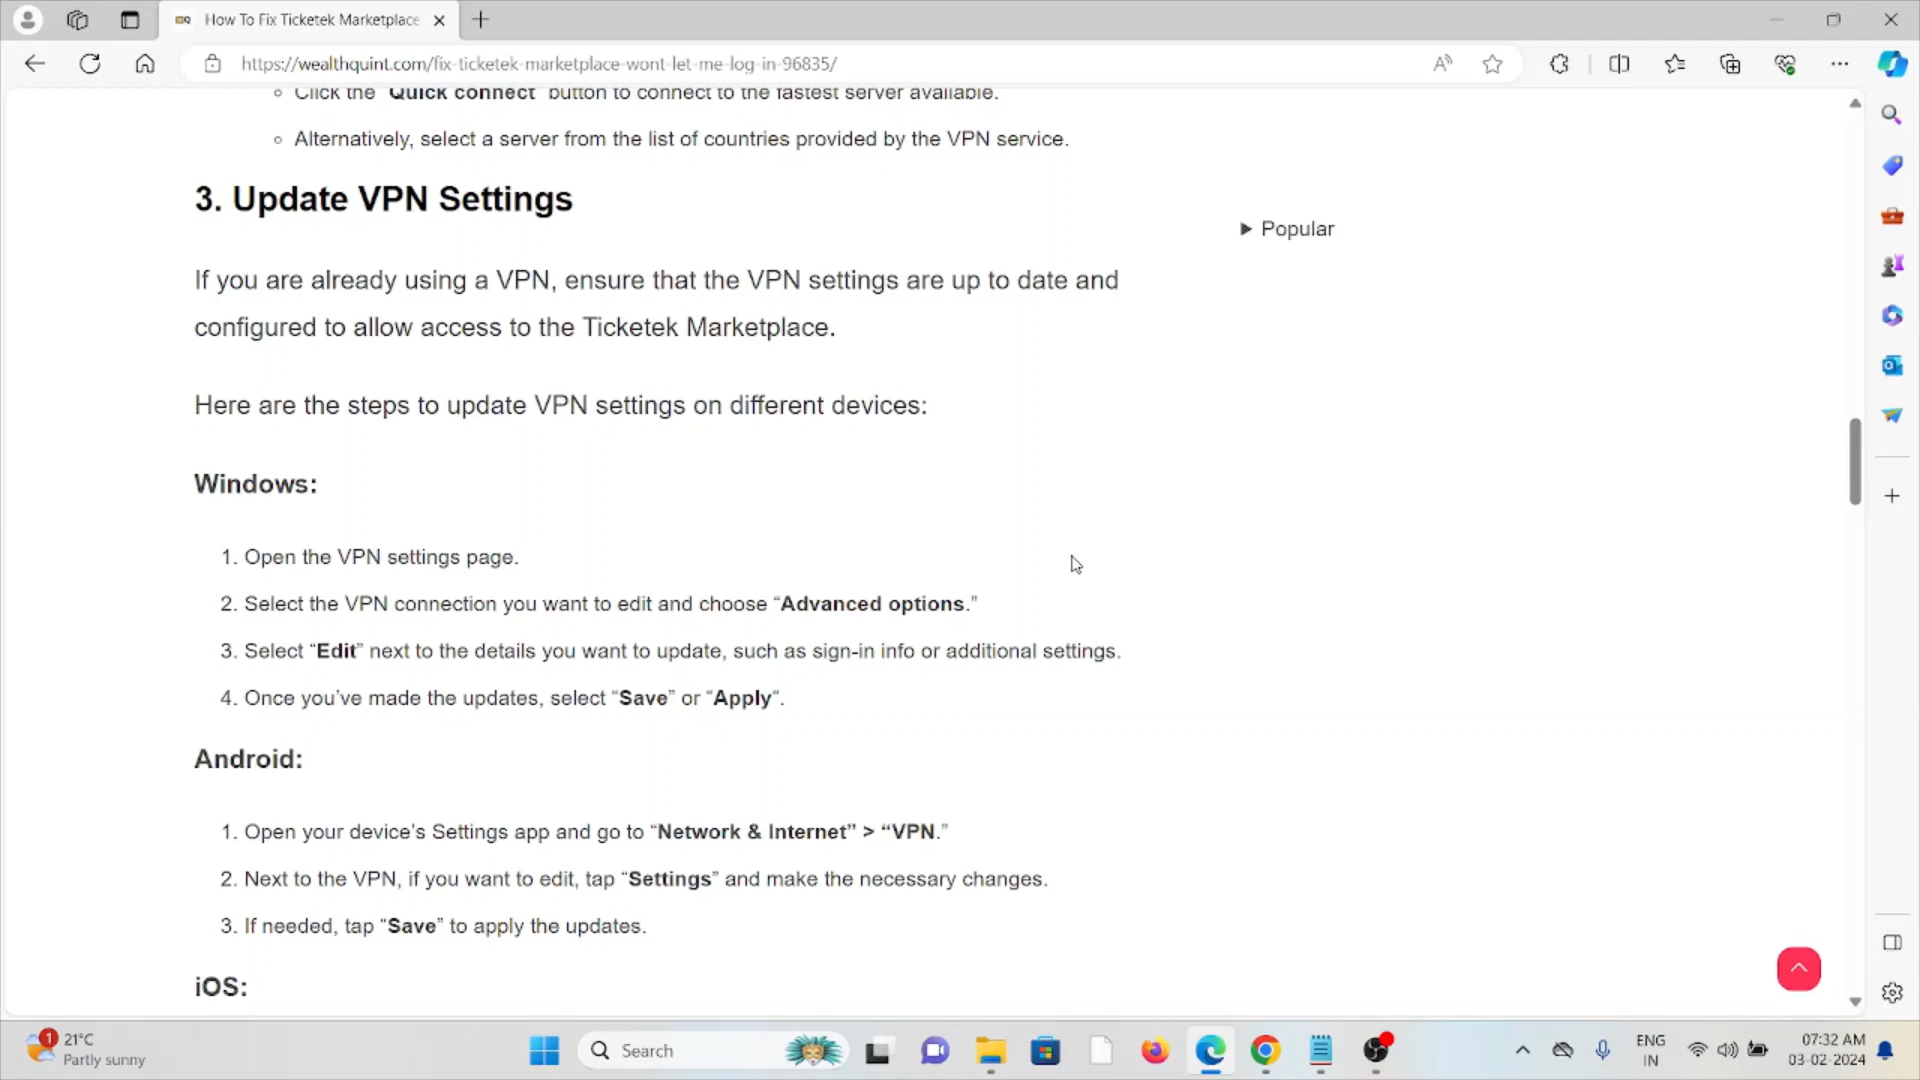 How To Fix Ticketek Marketplace
https://wealthquint.com/fix-ticketek-marketplace-wont-let-me-log-in-96835/
Click the "Quick connect" button to connect to the fastest server available.
Alternatively, select a server from the list of countries provided by the VPN service.
3. Update VPN Settings
Popular
If you are already using a VPN, ensure that the VPN settings are up to date and
configured to allow access to the Ticketek Marketplace.
Here are the steps to update VPN settings on different devices:
Windows:
1. Open the VPN settings page.
2. Select the VPN connection you want to edit and choose “Advanced options.”
3. Select “Edit” next to the details you want to update, such as sign-in info or additional settings.
4. Once you’ve made the updates, select “Save” or “Apply“.
Android:
1. Open your device’s Settings app and go to “Network & Internet” > “VPN.”
2. Next to the VPN, if you want to edit, tap “Settings” and make the necessary changes.
3. If needed, tap “Save” to apply the updates.
iOS:
1
21°C
Partly sunny
Search
ENG
IN
07:32 AM
03-02-2024